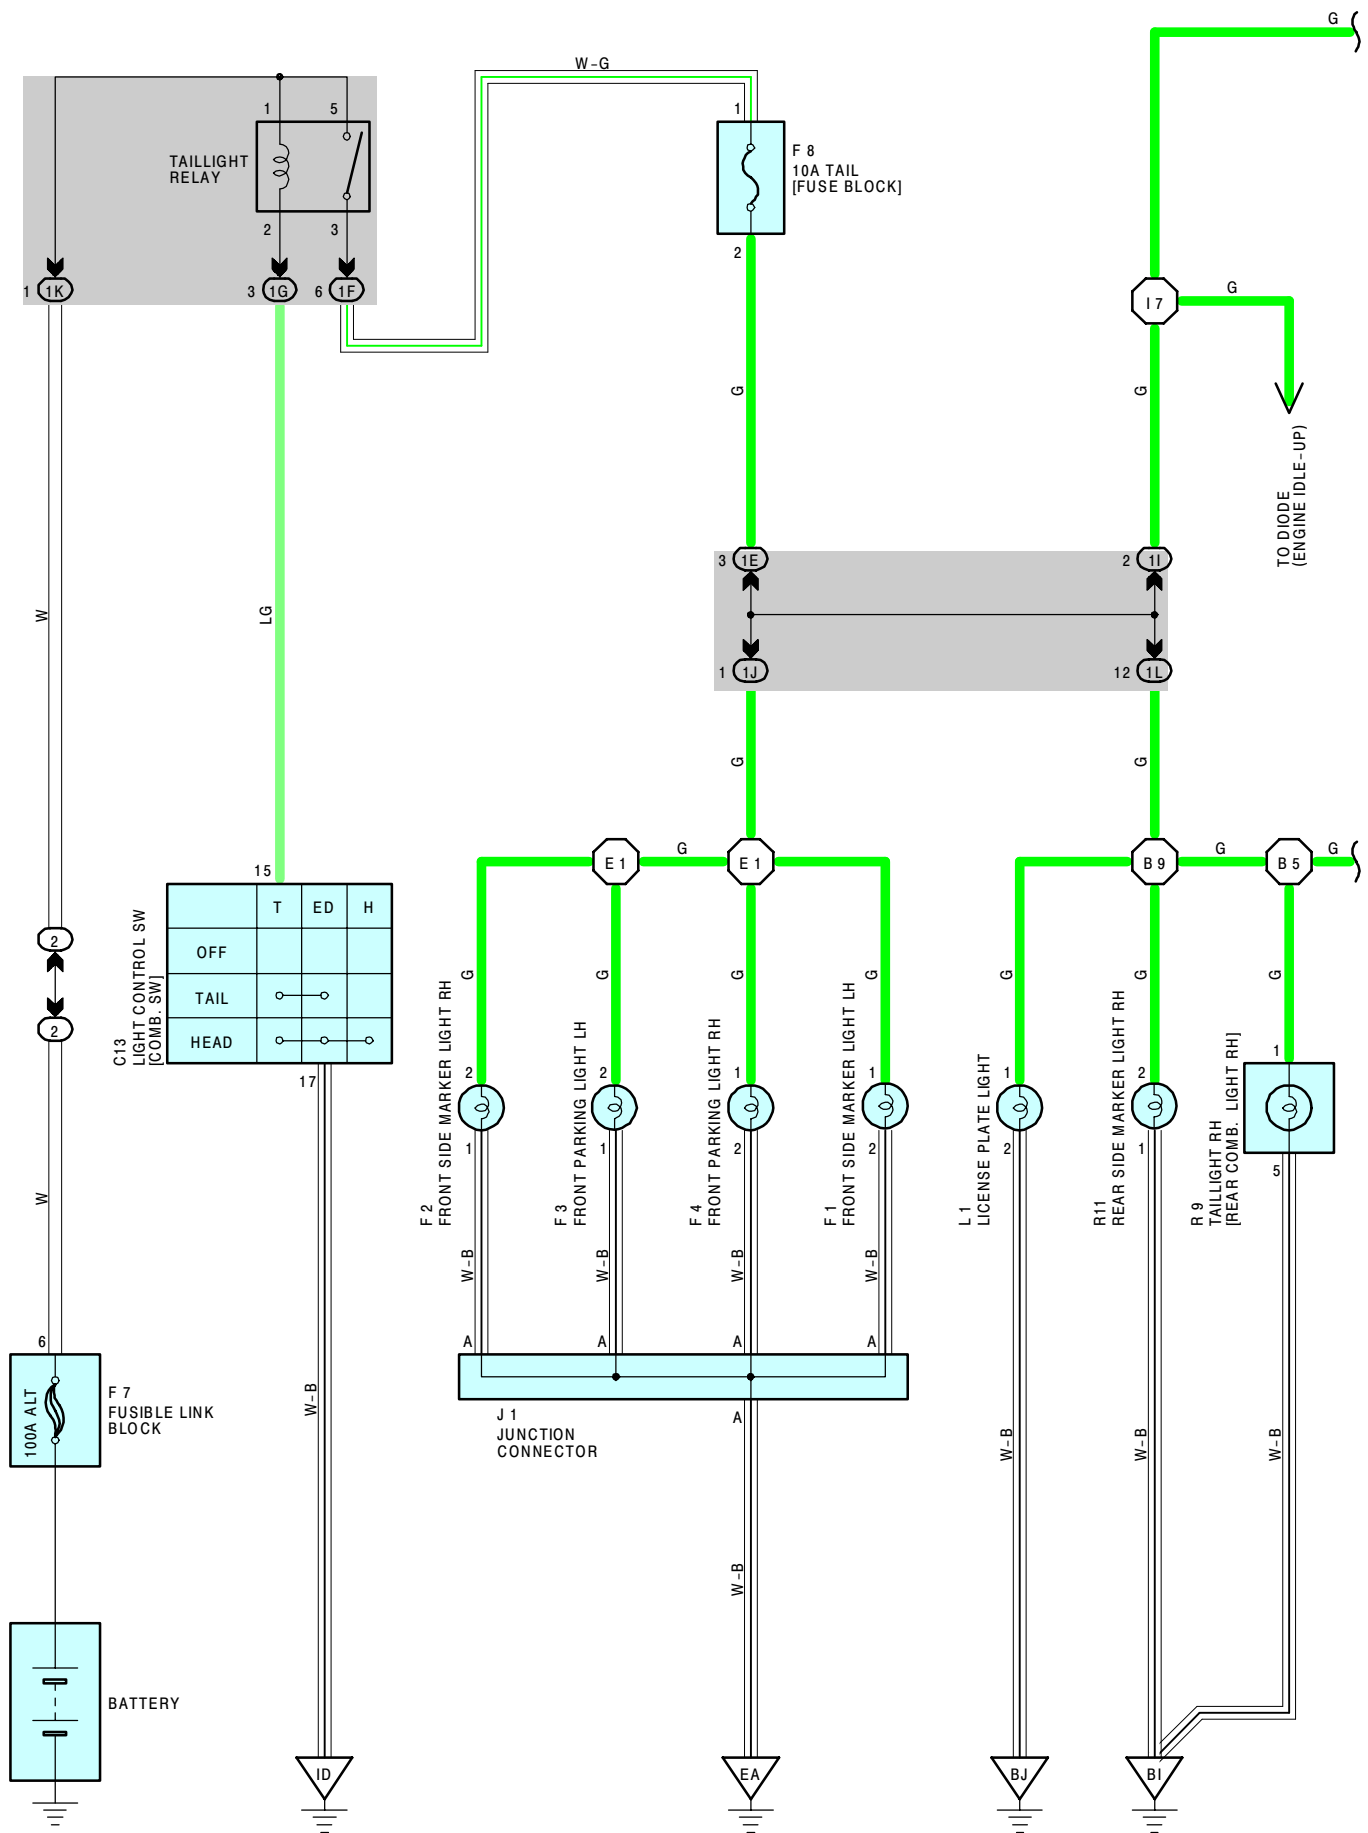 G
W-G
1
5
1
TAILLIGHT
RELAY
F 8
10A TAIL
[FUSE BLOCK]
2
3
2
1
1K
3
1G
6
1F
I 7
G
G
G
TO DIODE
(ENGINE IDLE-UP)
3
1E
2
1I
W
LG
1
1J
12
1L
G
G
E 1
G
E 1
B 9
G
B 5
G
15
T
ED
H
OFF
TAIL
HEAD
C13
LIGHT CONTROL SW
[COMB. SW]
17
2
2
G
G
G
G
G
G
G
2
2
1
1
1
2
1
F 2
FRONT SIDE MARKER LIGHT RH
F 3
FRONT PARKING LIGHT LH
F 4
FRONT PARKING LIGHT RH
F 1
FRONT SIDE MARKER LIGHT LH
L 1
LICENSE PLATE LIGHT
R11
REAR SIDE MARKER LIGHT RH
R 9
TAILLIGHT RH
[REAR COMB. LIGHT RH]
1
1
2
2
2
1
5
W
W-B
W-B
W-B
W-B
6
A
A
A
A
100A ALT
F 7
FUSIBLE LINK
BLOCK
W-B
J 1
JUNCTION
CONNECTOR
A
W-B
W-B
W-B
W-B
BATTERY
ID
EA
BJ
BI